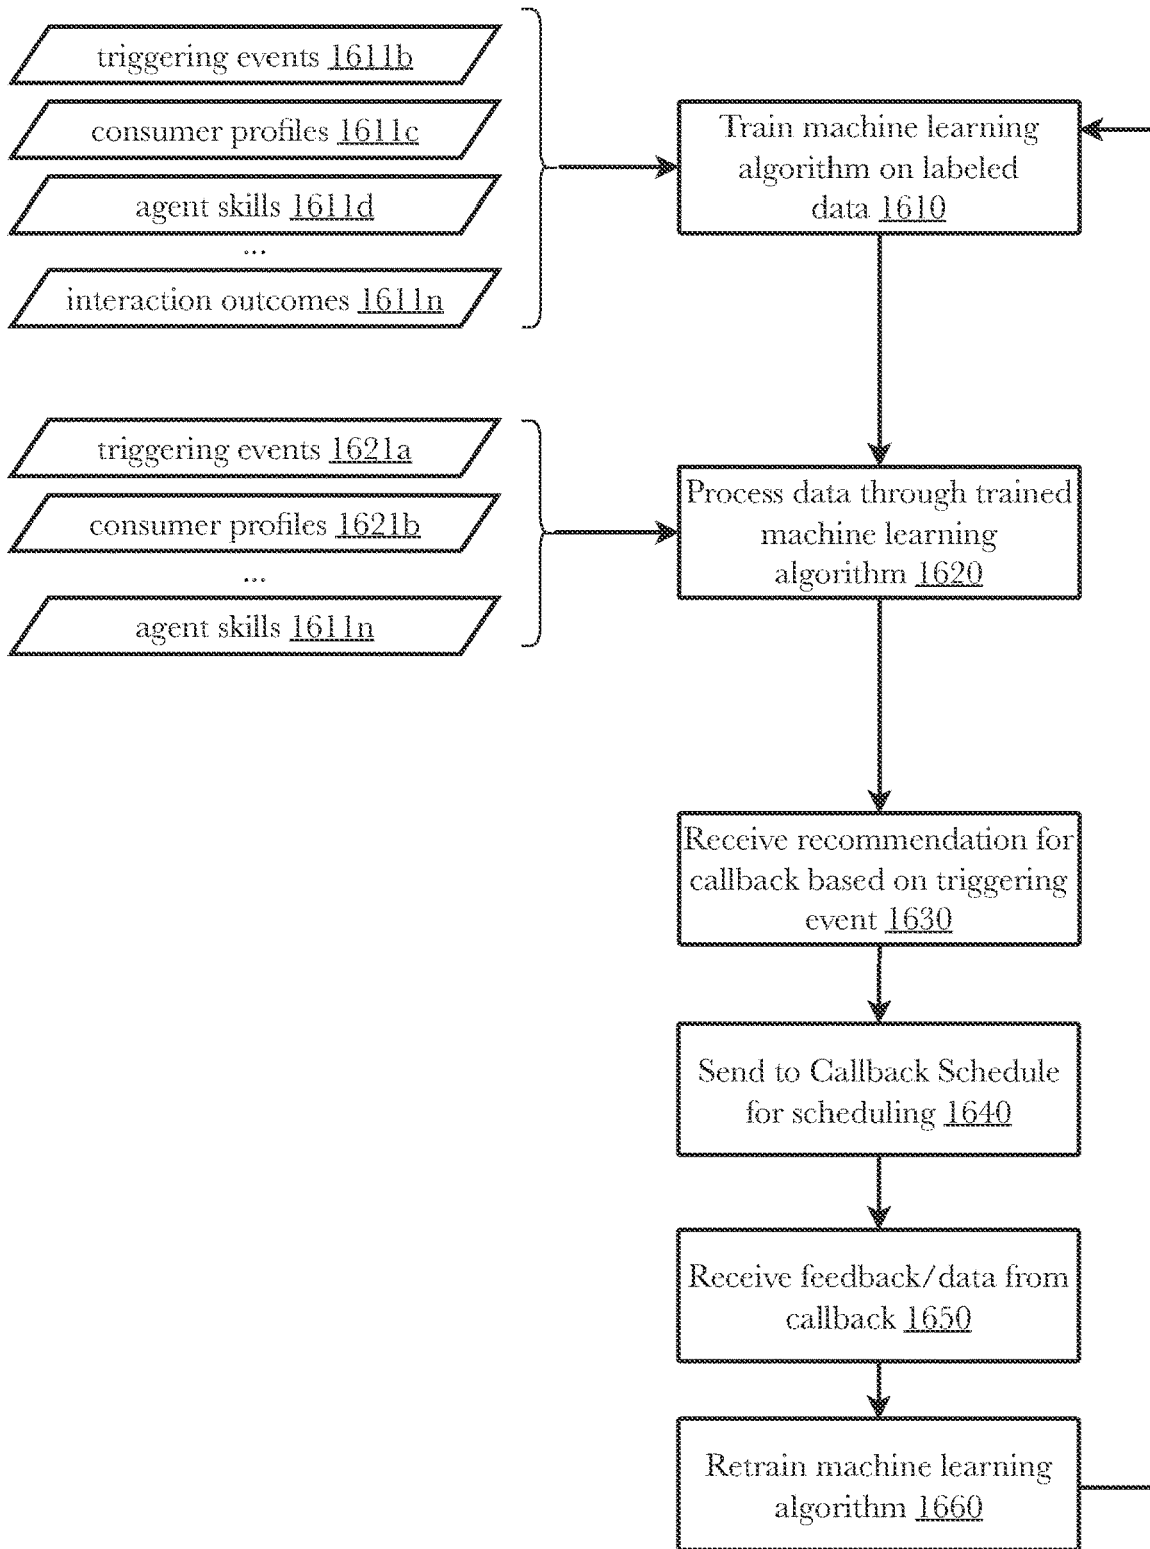 triggering events 1611b
consumer profiles 1611c
agent skills 1611d
...
interaction outcomes 1611n
Train machine learning
algorithm on labeled
data 1610
triggering events 1621a
consumer profiles 1621b
...
agent skills 1611n
Process data through trained
machine learning
algorithm 1620
Receive recommendation for
callback based on triggering
event 1630
Send to Callback Schedule
for scheduling 1640
Receive feedback/data from
callback 1650
Retrain machine learning
algorithm 1660